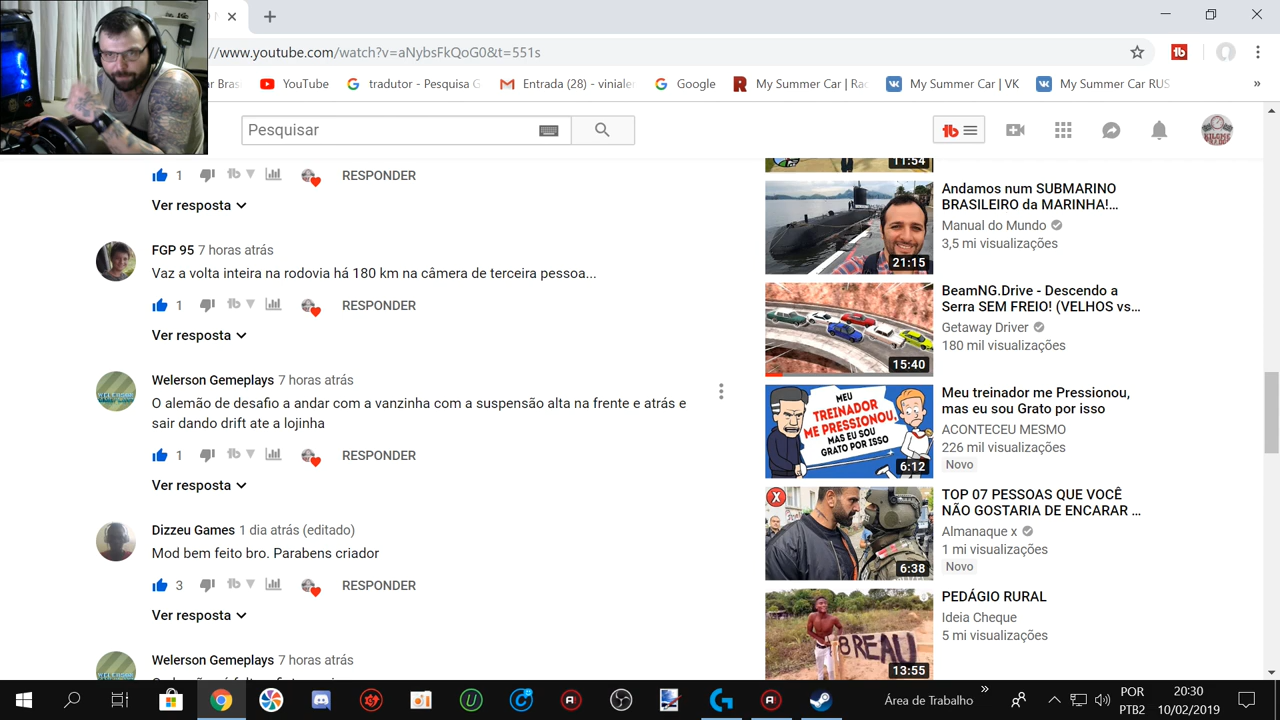 //www.youtube.com/watch?v=aNybsFkQoG0&t=551s
ar Bras
YouTube
tradutor - Pesquisa G
Entrada (28) - viniale
Google
My Summer Car | Rac
My Summer Car | VK
My Summer Car RUS
»
Pesquisar
1 RESPONDER
Ver resposta
FGP 95 7 horas atrás
Vaz a volta inteira na rodovia há 180 km na câmera de terceira pessoa...
1 RESPONDER
Ver resposta
Welerson Gemeplays 7 horas atrás
O alemão de desafio a andar com a vanzinha com a suspensão alta na frente e atrás e
sair dando drift ate a lojinha
1 RESPONDER
Ver resposta
Dizzeu Games 1 dia atrás (editado)
Mod bem feito bro. Parabens criador
3 RESPONDER
Ver resposta
Welerson Gemeplays 7 horas atrás
11:54
Andamos num SUBMARINO
BRASILEIRO da MARINHA!...
Manual do Mundo
3,5 mi visualizações
21:15
BeamNG.Drive - Descendo a
Serra SEM FREIO! (VELHOS vs...
Getaway Driver
180 mil visualizações
15:40
Meu treinador me Pressionou,
mas eu sou Grato por isso
ACONTECEU MESMO
226 mil visualizações
Novo
MEU
TREINADOR
ME PRESSIONOU,
MAS EU SOU
GRATO POR ISSO
6:12
TOP 07 PESSOAS QUE VOCÊ
NÃO GOSTARIA DE ENCARAR ...
Almanaque x
1 mi visualizações
Novo
6:38
PEDÁGIO RURAL
Ideia Cheque
5 mi visualizações
8 REAU
13:55
Área de Trabalho
»
POR
PTB2
20:30
10/02/2019